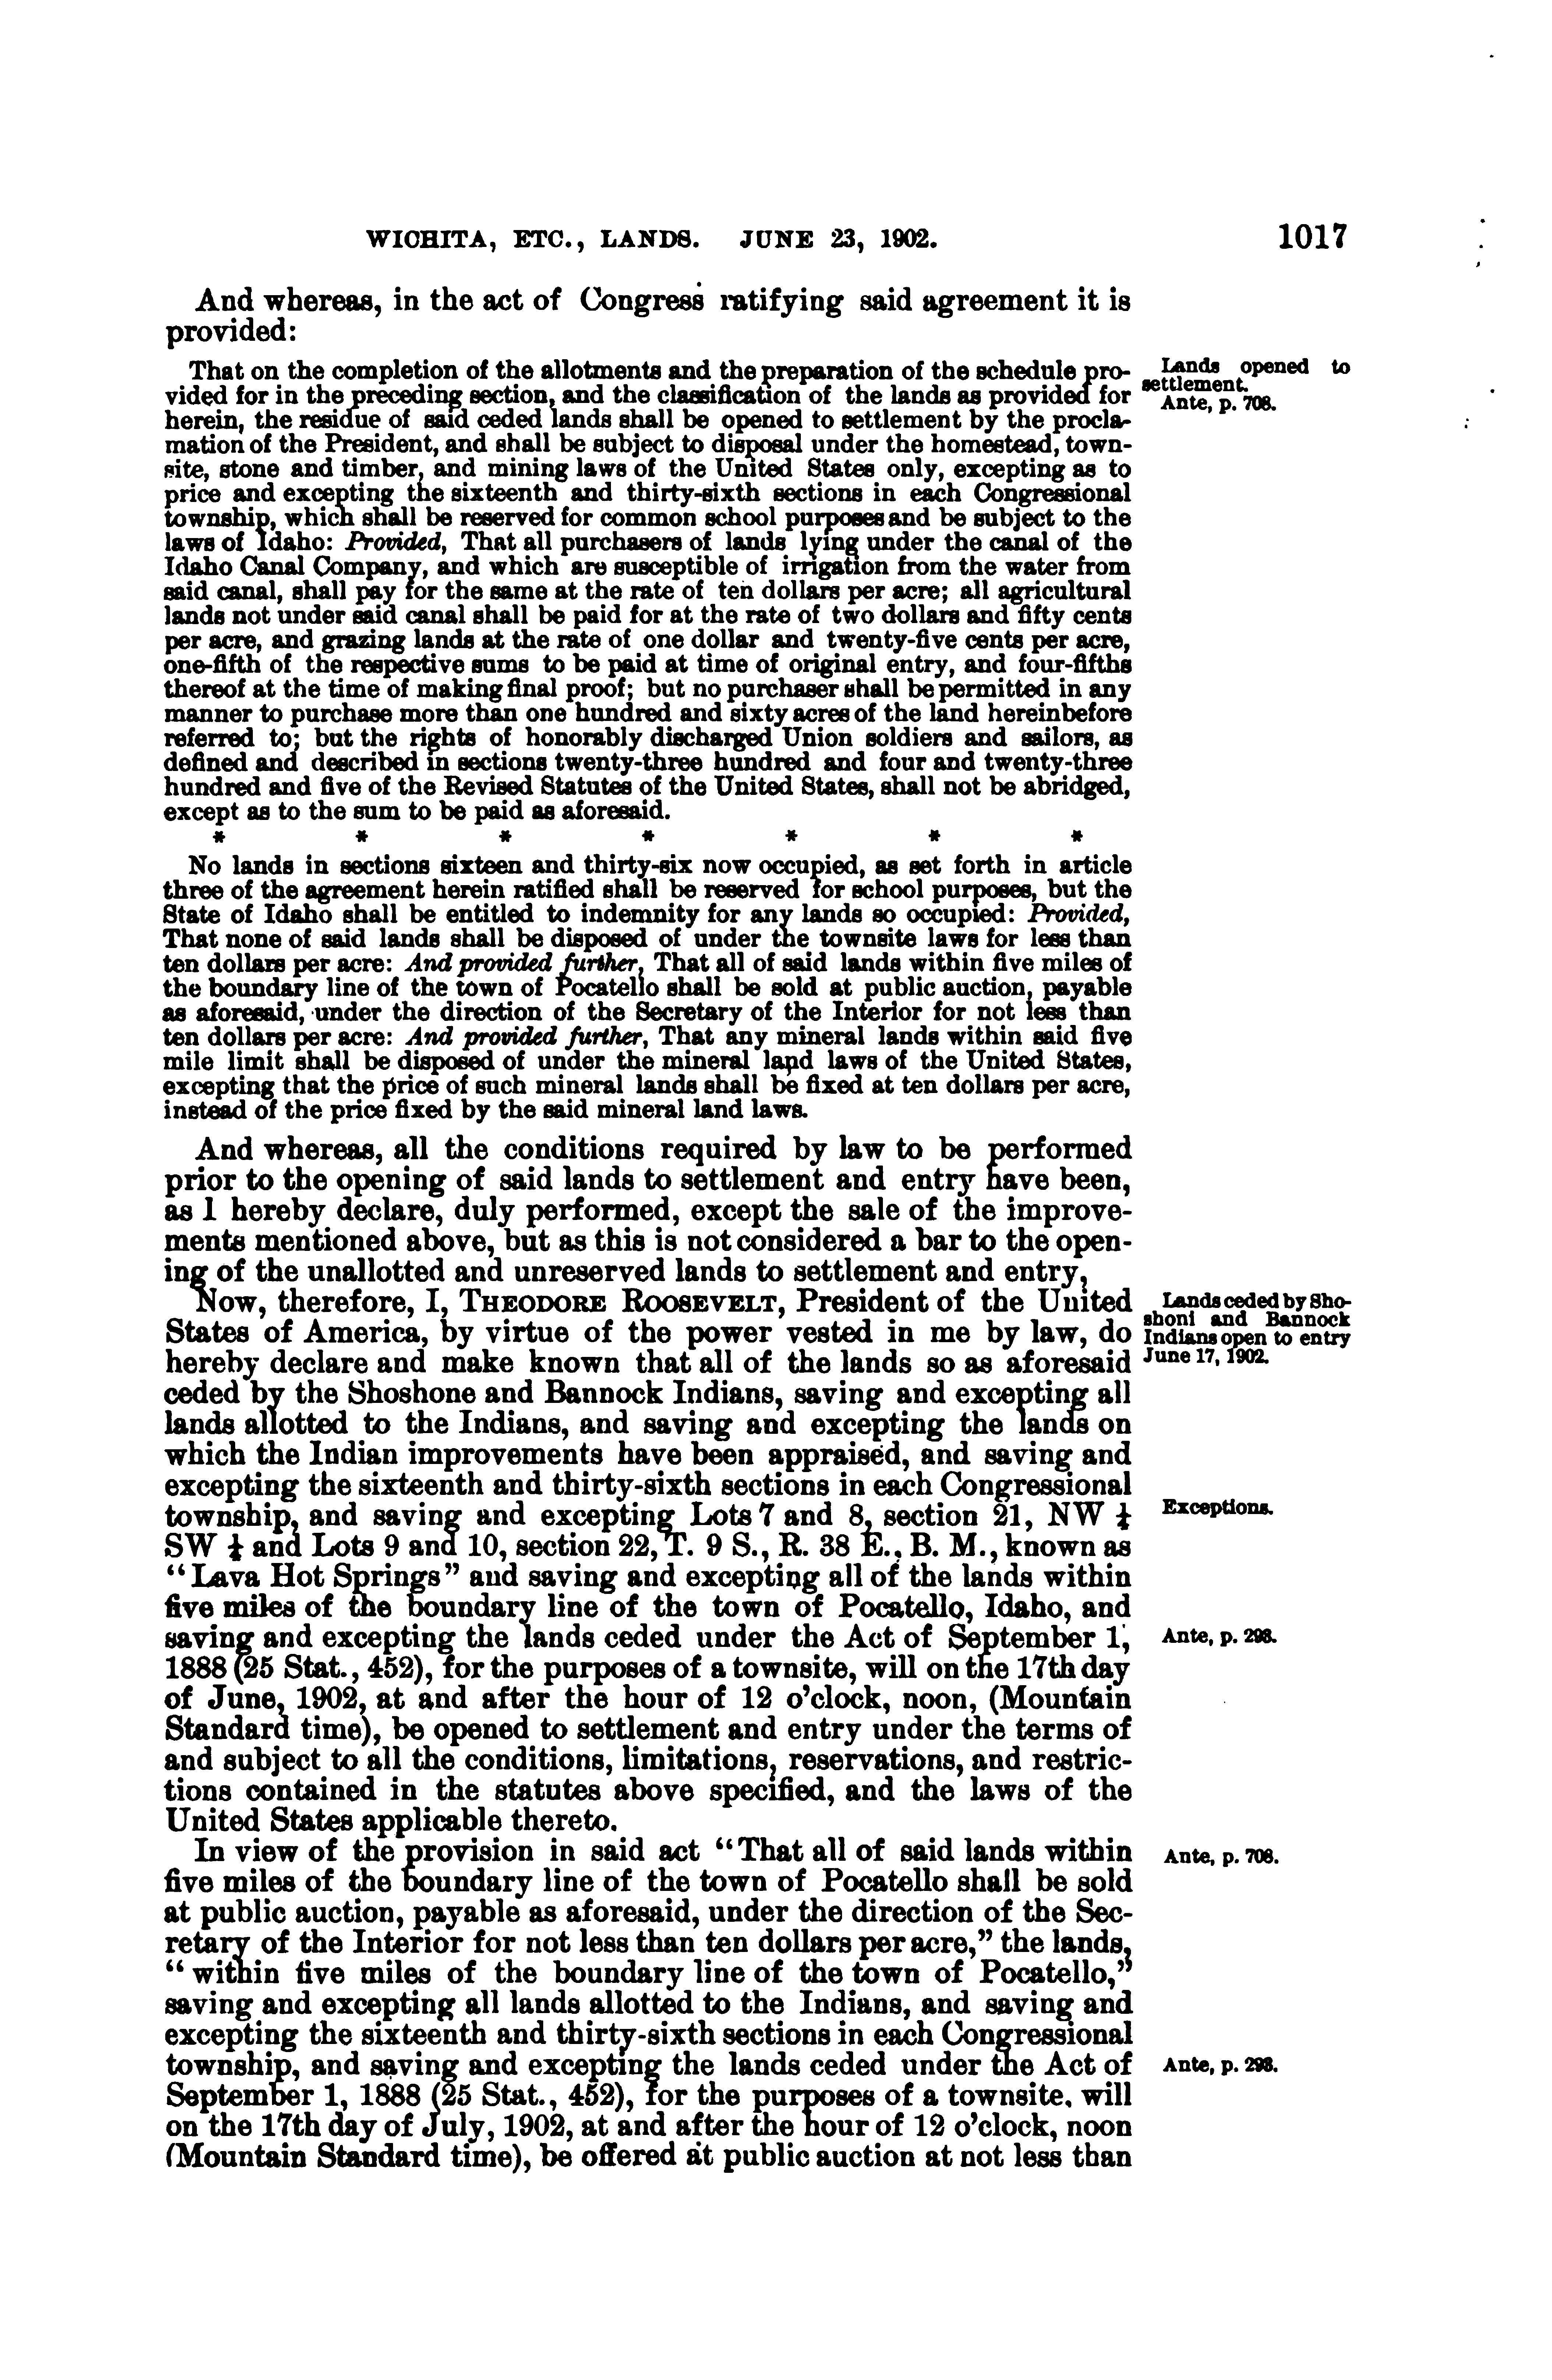 WICHITA, ETC., LANDS. JUNE 23, 1902. 1017
And whereas, in the act of Congress ratifying said agreement it is
provided:
That on the completion of the allotments and the preparation of the schedule pro-
vided for in the preceding section, and the classification of the lands as provided for
herein, the residue of said ceded lands shall be opened to settlement by the procla-
mation of the President, and shall be subject to disposal under the homestead, town-
site, stone and timber, and mining laws of the United States only, excepting as to
price and excepting the sixteenth and thirty-sixth sections in each Congressional
township, which shall be reserved for common school purposes and be subject to the
laws of Idaho: Provided, That all purchasers of lands lying under the canal of the
Idaho Canal Company, and which are susceptible of irrigation from the water from
said canal, shall pay for the same at the rate of ten dollars per acre; all agricultural
lands not under said canal shall be paid for at the rate of two dollars and fifty cents
per acre, and grazing lands at the rate of one dollar and twenty-five cents per acre,
one-fifth of the respective sums to be paid at time of original entry, and four-fifths
thereof at the time of making final proof; but no purchaser shall be permitted in any
manner to purchase more than one hundred and sixty acres of the land hereinbefore
referred to; but the rights of honorably discharged Union soldiers and sailors, as
defined and described in sections twenty-three hundred and four and twenty-three
hundred and five of the Revised Statutes of the United States, shall not be abridged,
except as to the sum to be paid as aforesaid.
* * * * * * *
No lands in sections sixteen and thirty-six now occupied, as set forth in article
three of the agreement herein ratified shall be reserved for school purposes, but the
State of Idaho shall be entitled to indemnity for any lands so occupied: Provided,
That none of said lands shall be disposed of under the townsite laws for less than
ten dollars per acre: And provided further, That all of said lands within five miles of
the boundary line of the town of Pocatello shall be sold at public auction, payable
as aforesaid, under the direction of the Secretary of the Interior for not less than
ten dollars per acre: And provided further, That any mineral lands within said five
mile limit shall be disposed of under the mineral land laws of the United States,
excepting that the price of such mineral lands shall be fixed at ten dollars per acre,
instead of the price fixed by the said mineral land laws.
And whereas, all the conditions required by law to be performed
prior to the opening of said lands to settlement and entry have been,
as I hereby declare, duly performed, except the sale of the improve-
ments mentioned above, but as this is not considered a bar to the open-
ing of the unallotted and unreserved lands to settlement and entry,
Now, therefore, I, THEODORE ROOSEVELT, President of the United
States of America, by virtue of the power vested in me by law, do
hereby declare and make known that all of the lands so as aforesaid
ceded by the Shoshone and Bannock Indians, saving and excepting all
lands allotted to the Indians, and saving and excepting the lands on
which the Indian improvements have been appraised, and saving and
excepting the sixteenth and thirty-sixth sections in each Congressional
township, and saving and excepting Lots 7 and 8, section 21, NW ¼
SW ¼ and Lots 9 and 10, section 22, T. 9 S., R. 38 E., B. M., known as
"Lava Hot Springs" and saving and excepting all of the lands within
five miles of the boundary line of the town of Pocatello, Idaho, and
saving and excepting the lands ceded under the Act of September 1,
1888 (25 Stat., 452), for the purposes of a townsite, will on the 17th day
of June, 1902, at and after the hour of 12 o'clock, noon, (Mountain
Standard time), be opened to settlement and entry under the terms of
and subject to all the conditions, limitations, reservations, and restric-
tions contained in the statutes above specified, and the laws of the
United States applicable thereto.
In view of the provision in said act "That all of said lands within
five miles of the boundary line of the town of Pocatello shall be sold
at public auction, payable as aforesaid, under the direction of the Sec-
retary of the Interior for not less than ten dollars per acre," the lands,
"within five miles of the boundary line of the town of Pocatello,"
saving and excepting all lands allotted to the Indians, and saving and
excepting the sixteenth and thirty-sixth sections in each Congressional
township, and saving and excepting the lands ceded under the Act of
September 1, 1888 (25 Stat., 452), for the purposes of a townsite, will
on the 17th day of July, 1902, at and after the hour of 12 o'clock, noon
(Mountain Standard time), be offered at public auction at not less than
Lands opened to
settlement.
Ante, p. 708.
Lands ceded by Sho-
shoni and Bannock
Indians open to entry
June 17, 1902.
Exceptions.
Ante, p. 298.
Ante, p. 708.
Ante, p. 298.